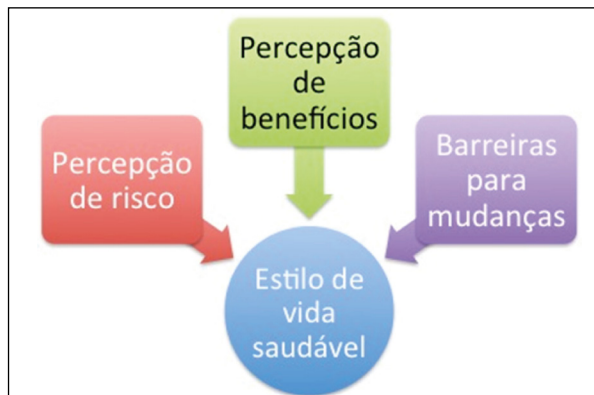 Percepção
de
benefícios
Percepção
de risco
Barreiras
para
mudanças
Estilo de
vida
saudável